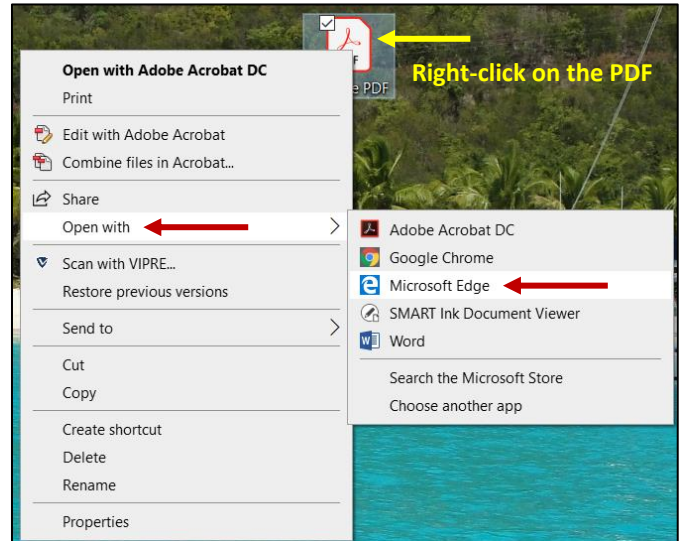 Right-click on the PDF
PDF
Open with Adobe Acrobat DC
Print
Edit with Adobe Acrobat
Combine files in Acrobat...
Share
Open with
Scan with VIPRE...
Restore previous versions
Send to
Cut
Copy
Create shortcut
Delete
Rename
Properties
Adobe Acrobat DC
Google Chrome
Microsoft Edge
SMART Ink Document Viewer
Word
Search the Microsoft Store
Choose another app